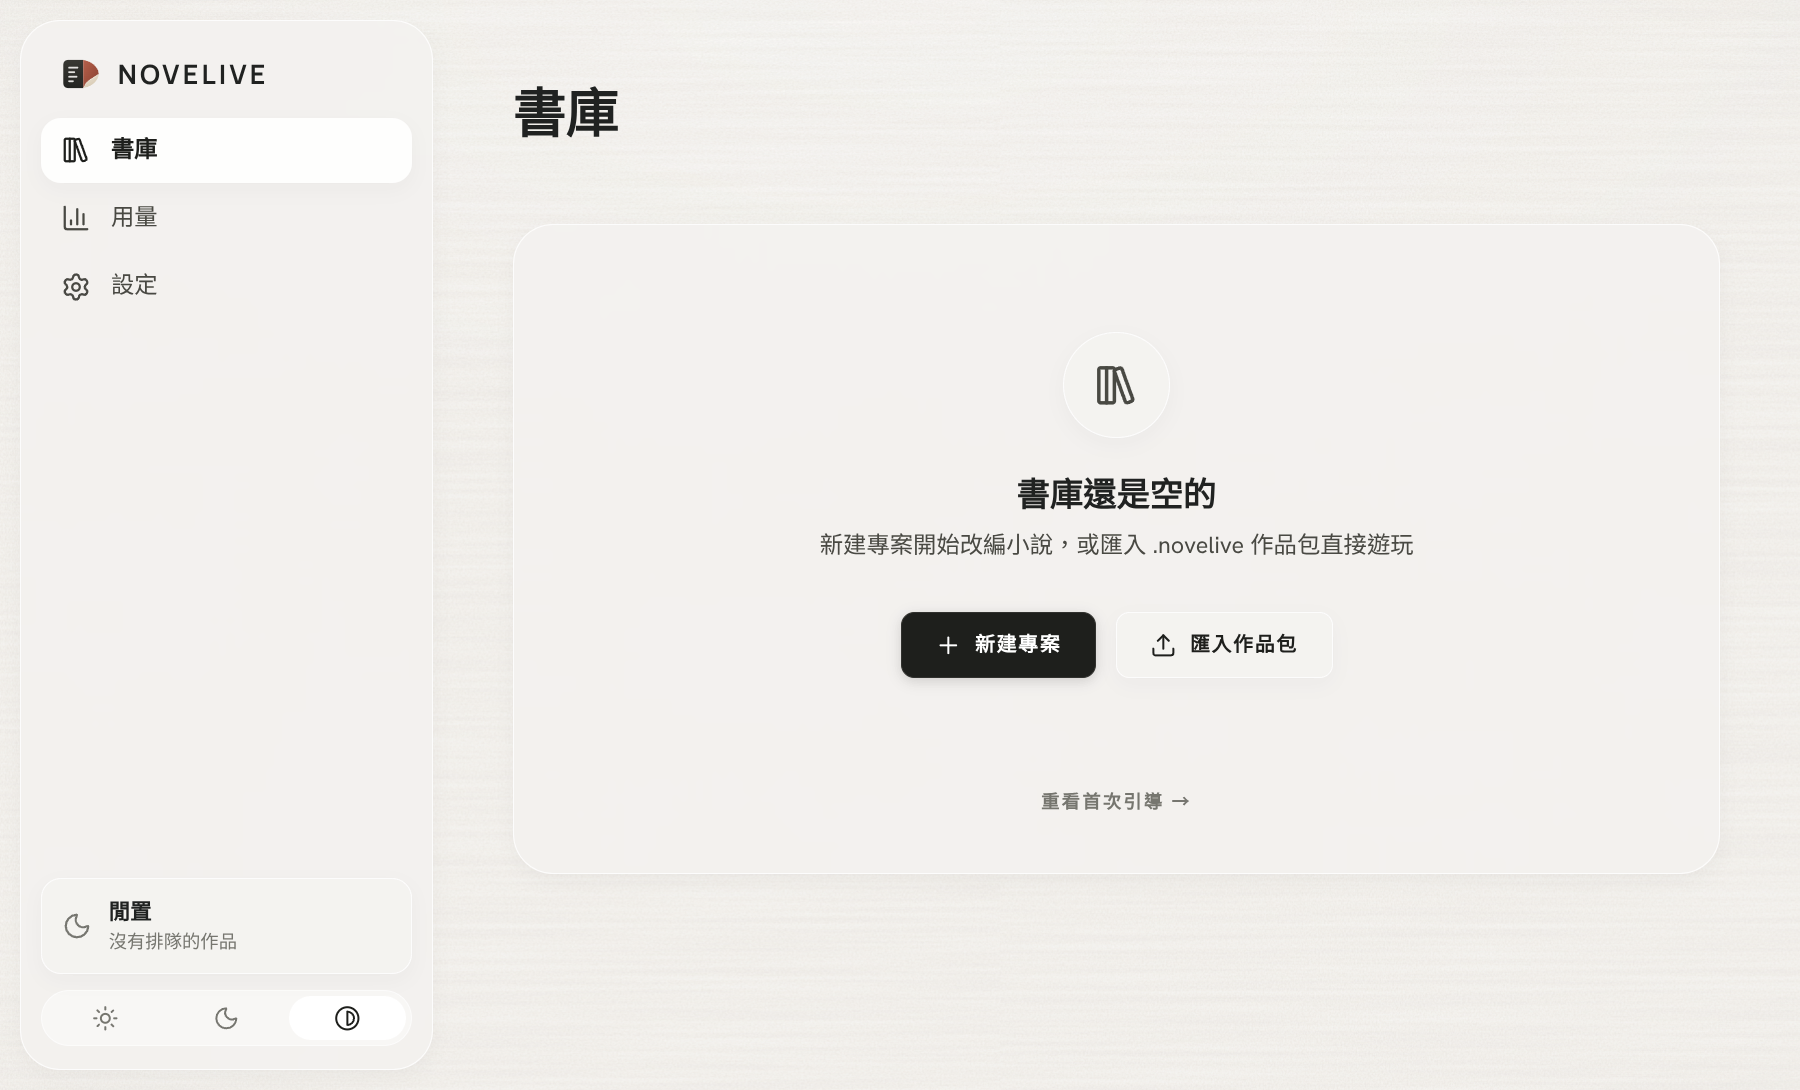 NOVELIVE
書庫
用量
設定
閒置
沒有排隊的作品
書庫
書庫還是空的
新建專案開始改編小說，或匯入 .novelive 作品包直接遊玩
新建專案
匯入作品包
重看首次引導 →